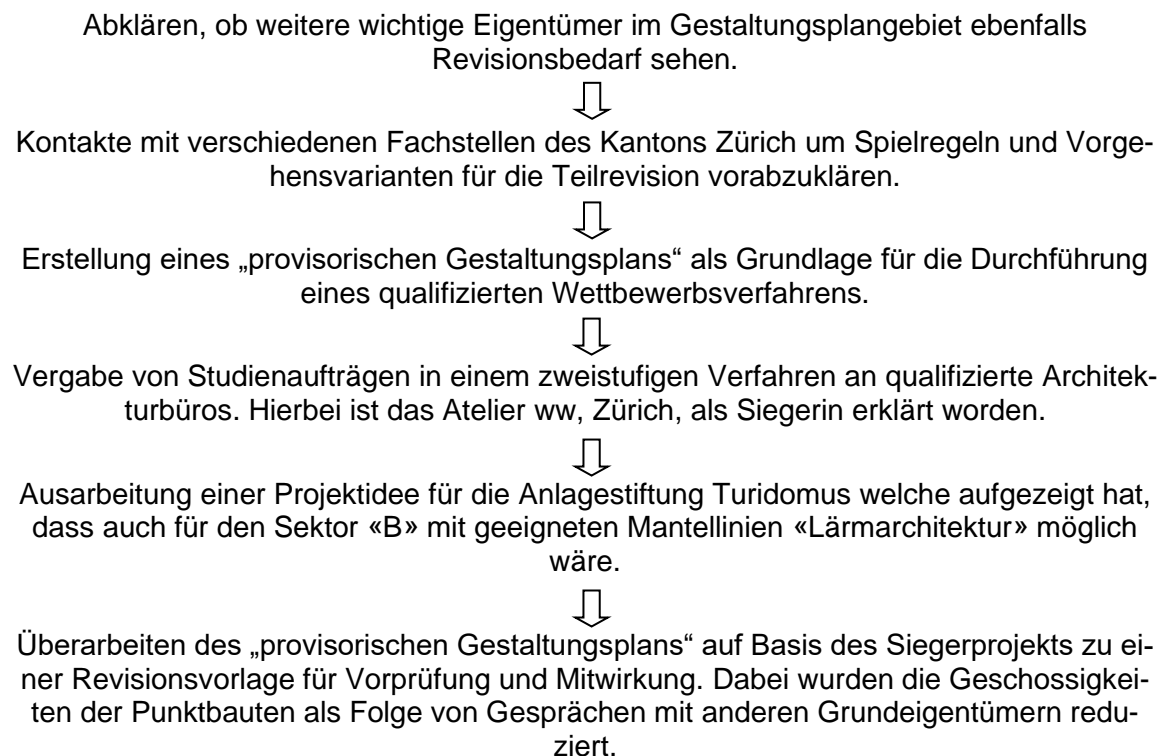 Abklären, ob weitere wichtige Eigentümer im Gestaltungsplangebiet ebenfalls
Revisionsbedarf sehen.
Kontakte mit verschiedenen Fachstellen des Kantons Zürich um Spielregeln und Vorge-
hensvarianten für die Teilrevision vorabzuklären.
Erstellung eines „provisorischen Gestaltungsplans“ als Grundlage für die Durchführung
eines qualifizierten Wettbewerbsverfahrens.
Vergabe von Studienaufträgen in einem zweistufigen Verfahren an qualifizierte Architek-
turbüros. Hierbei ist das Atelier ww, Zürich, als Siegerin erklärt worden.
Ausarbeitung einer Projektidee für die Anlagestiftung Turidomus welche aufgezeigt hat,
dass auch für den Sektor «B» mit geeigneten Mantellinien «Lärmarchitektur» möglich
wäre.
Überarbeiten des „provisorischen Gestaltungsplans“ auf Basis des Siegerprojekts zu ei-
ner Revisionsvorlage für Vorprüfung und Mitwirkung. Dabei wurden die Geschossigkei-
ten der Punktbauten als Folge von Gesprächen mit anderen Grundeigentümern redu-
ziert.